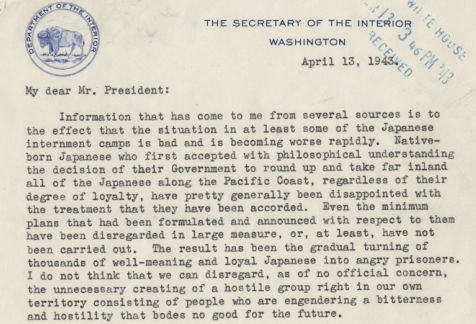 DEPARTMENT OF THE INTERIOR
THE SECRETARY OF THE INTERIOR
WASHINGTON
WHITE HOUSE
3 46 PM '43
RECEIVED
April 13, 1943.
My dear Mr. President:
Information that has come to me from several sources is to
the effect that the situation in at least some of the Japanese
internment camps is bad and is becoming worse rapidly. Native-
born Japanese who first accepted with philosophical understanding
the decision of their Government to round up and take far inland
all of the Japanese along the Pacific Coast, regardless of their
degree of loyalty, have pretty generally been disappointed with
the treatment that they have been accorded. Even the minimum
plans that had been formulated and announced with respect to them
have been disregarded in large measure, or, at least, have not
been carried out. The result has been the gradual turning of
thousands of well-meaning and loyal Japanese into angry prisoners.
I do not think that we can disregard, as of no official concern,
the unnecessary creating of a hostile group right in our own
territory consisting of people who are engendering a bitterness
and hostility that bodes no good for the future.